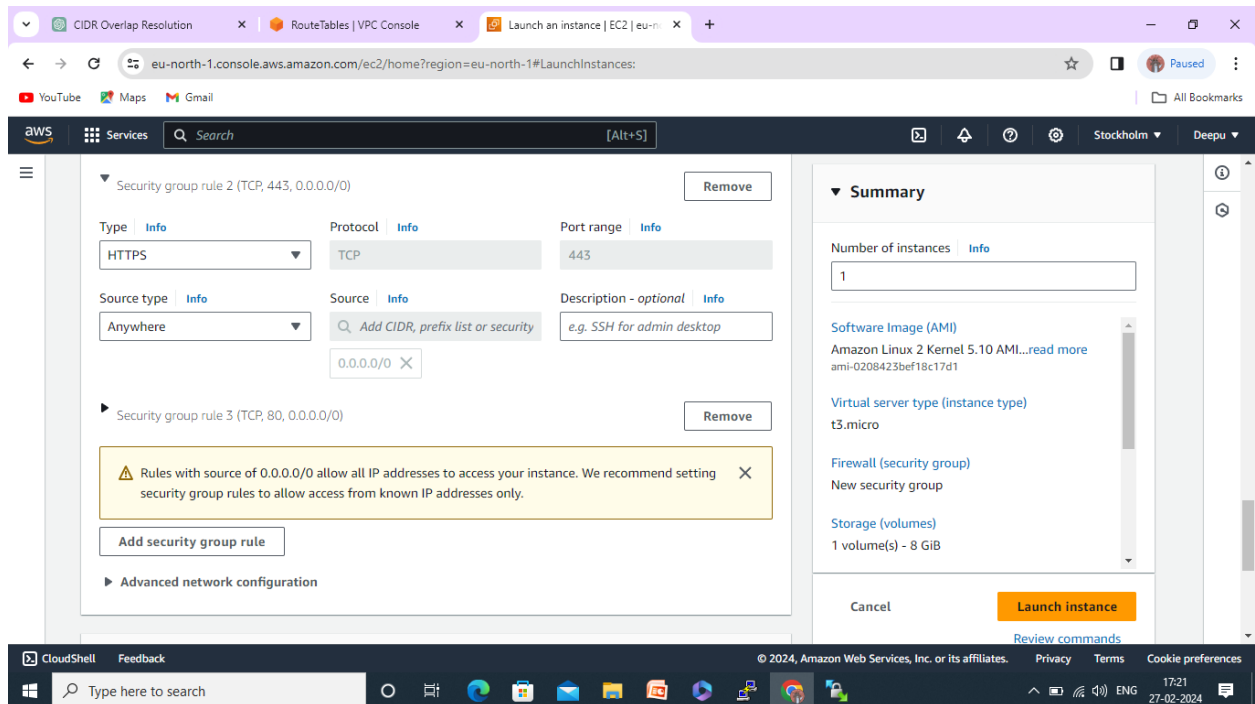 CIDR Overlap Resolution
RouteTables | VPC Console
Launch an instance | EC2 | eu-no
eu-north-1.console.aws.amazon.com/ec2/home?region=eu-north-1#LaunchInstances:
Paused
YouTube Maps Gmail All Bookmarks
aws Services Search [Alt+S] Stockholm Deepu
Security group rule 2 (TCP, 443, 0.0.0.0/0) Remove
Type Info Protocol Info Port range Info
HTTPS TCP 443
Source type Info Source Info Description - optional Info
Anywhere Add CIDR, prefix list or security e.g. SSH for admin desktop
0.0.0.0/0
Security group rule 3 (TCP, 80, 0.0.0.0/0) Remove
Rules with source of 0.0.0.0/0 allow all IP addresses to access your instance. We recommend setting
security group rules to allow access from known IP addresses only.
Add security group rule
Advanced network configuration
Summary
Number of instances Info
1
Software Image (AMI)
Amazon Linux 2 Kernel 5.10 AMI...read more
ami-0208423bef18c17d1
Virtual server type (instance type)
t3.micro
Firewall (security group)
New security group
Storage (volumes)
1 volume(s) - 8 GiB
Cancel Launch instance
Review commands
CloudShell Feedback © 2024, Amazon Web Services, Inc. or its affiliates. Privacy Terms Cookie preferences
Type here to search ENG
17:21
27-02-2024